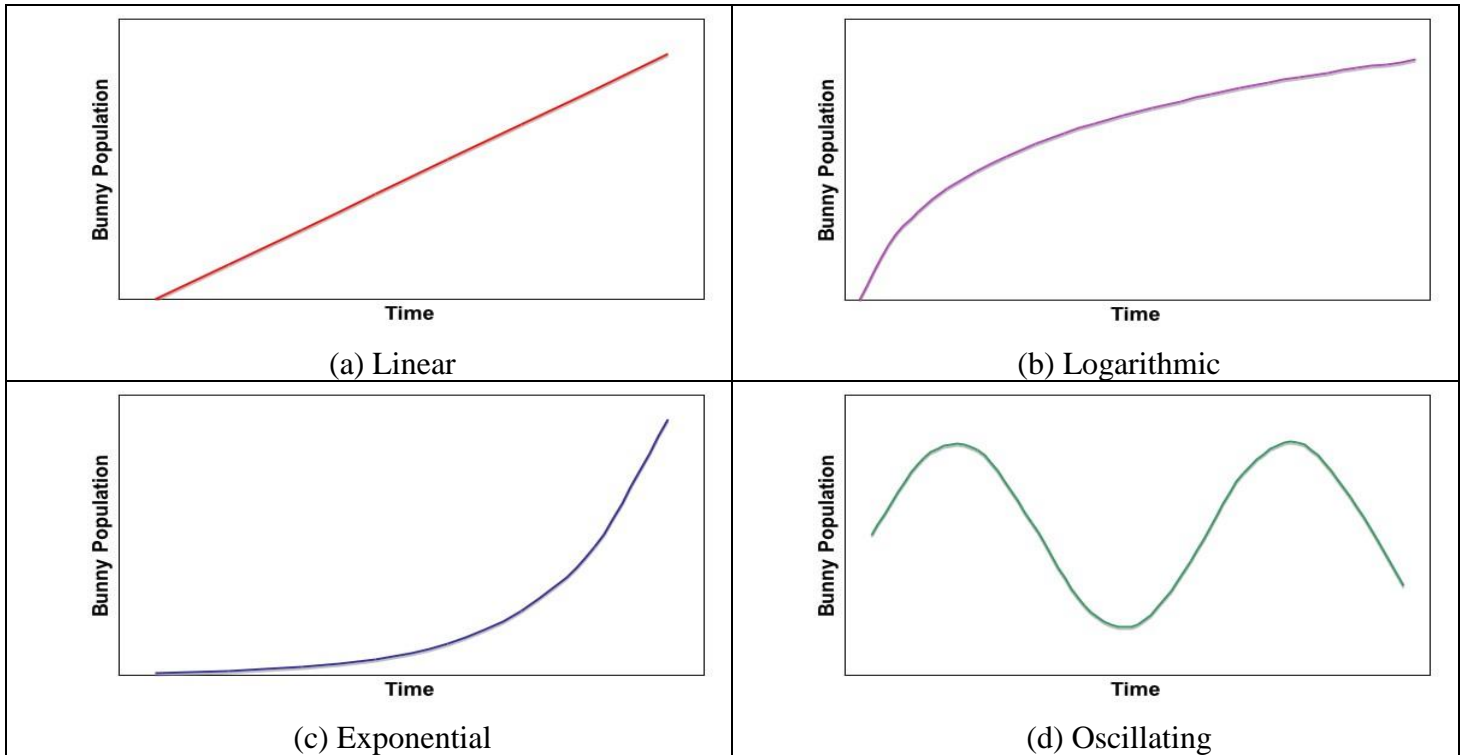 Bunny Population
Time
(a) Linear
Bunny Population
Time
(b) Logarithmic
Bunny Population
Time
(c) Exponential
Bunny Population
Time
(d) Oscillating